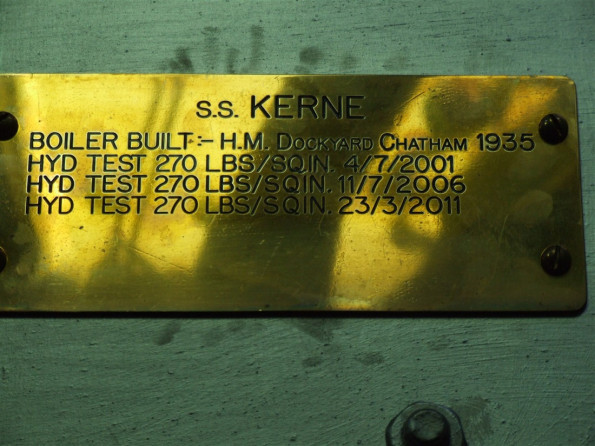 S.S. KERNE
BOILER BUILT:- H.M. DOCKYARD CHATHAM 1935
HYD TEST 270 LBS/SQIN. 4/7/2001
HYD TEST 270 LBS/SQIN. 11/7/2006
HYD TEST 270 LBS/SQIN. 23/3/2011